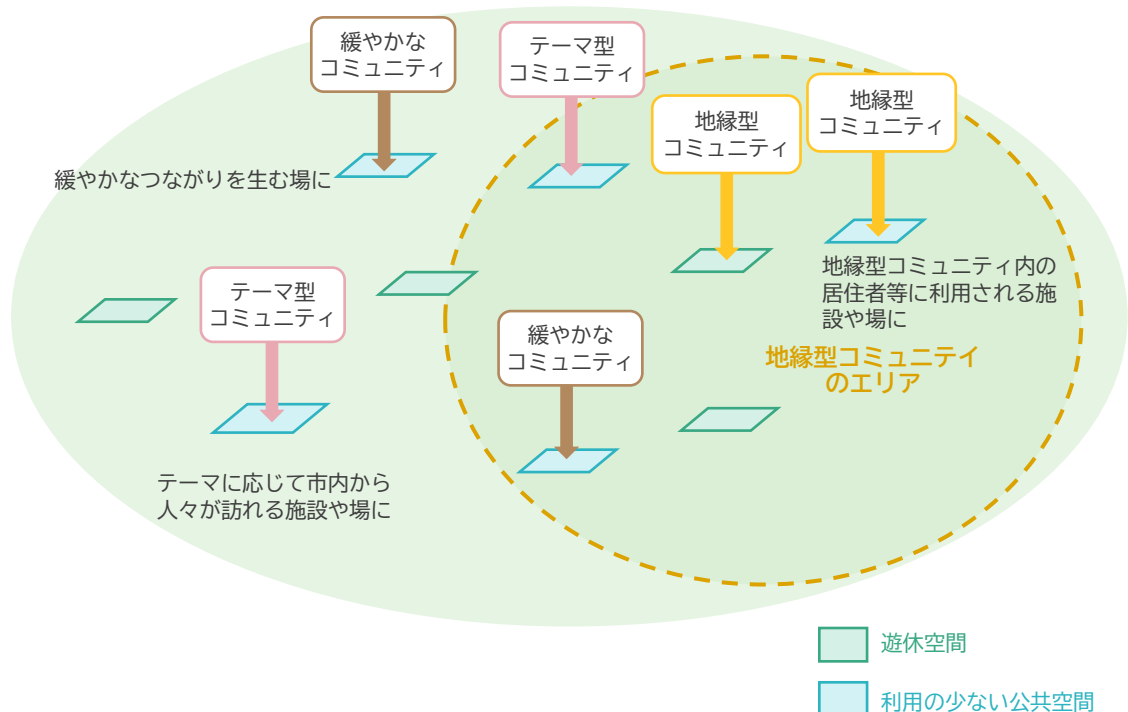 緩やかな
コミュニティ
テーマ型
コミュニティ
地縁型
コミュニティ
地縁型
コミュニティ
緩やかなつながりを生む場に
地縁型コミュニティ内の
居住者等に利用される施
設や場に
テーマ型
コミュニティ
緩やかな
コミュニティ
地縁型コミュニテイ
のエリア
テーマに応じて市内から
人々が訪れる施設や場に
遊休空間
利用の少ない公共空間